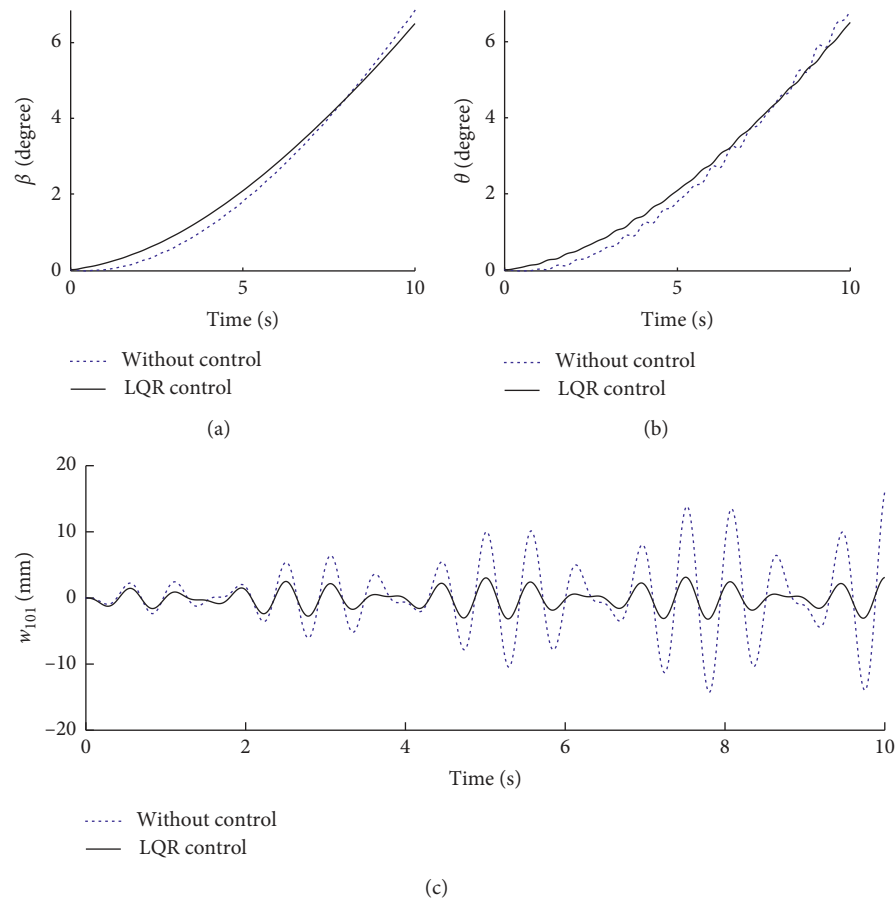 6
4
2
0
β (degree)
0
5
10
Time (s)
Without control
LQR control
(a)
6
4
2
0
θ (degree)
0
5
10
Time (s)
Without control
LQR control
(b)
20
10
0
–10
–20
w101 (mm)
0
2
4
6
8
10
Time (s)
Without control
LQR control
(c)